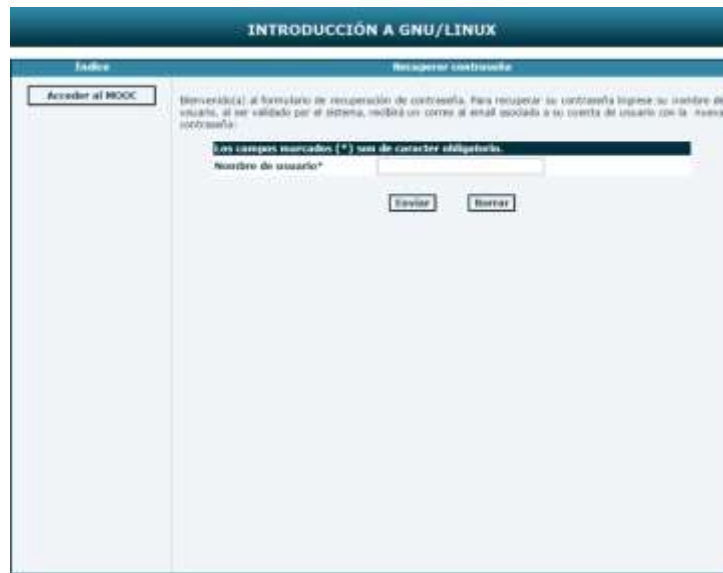 INTRODUCCIÓN A GNU/LINUX
Índice
Recuperar contraseña
Acceder al MOOC
Bienvenido(a) al formulario de recuperación de contraseña. Para recuperar su contraseña ingrese su nombre de
usuario, al ser validado por el sistema, recibirá un correo al email asociado a su cuenta de usuario con la nueva
contraseña:
Los campos marcados (*) son de caracter obligatorio.
Nombre de usuario*
Enviar
Borrar